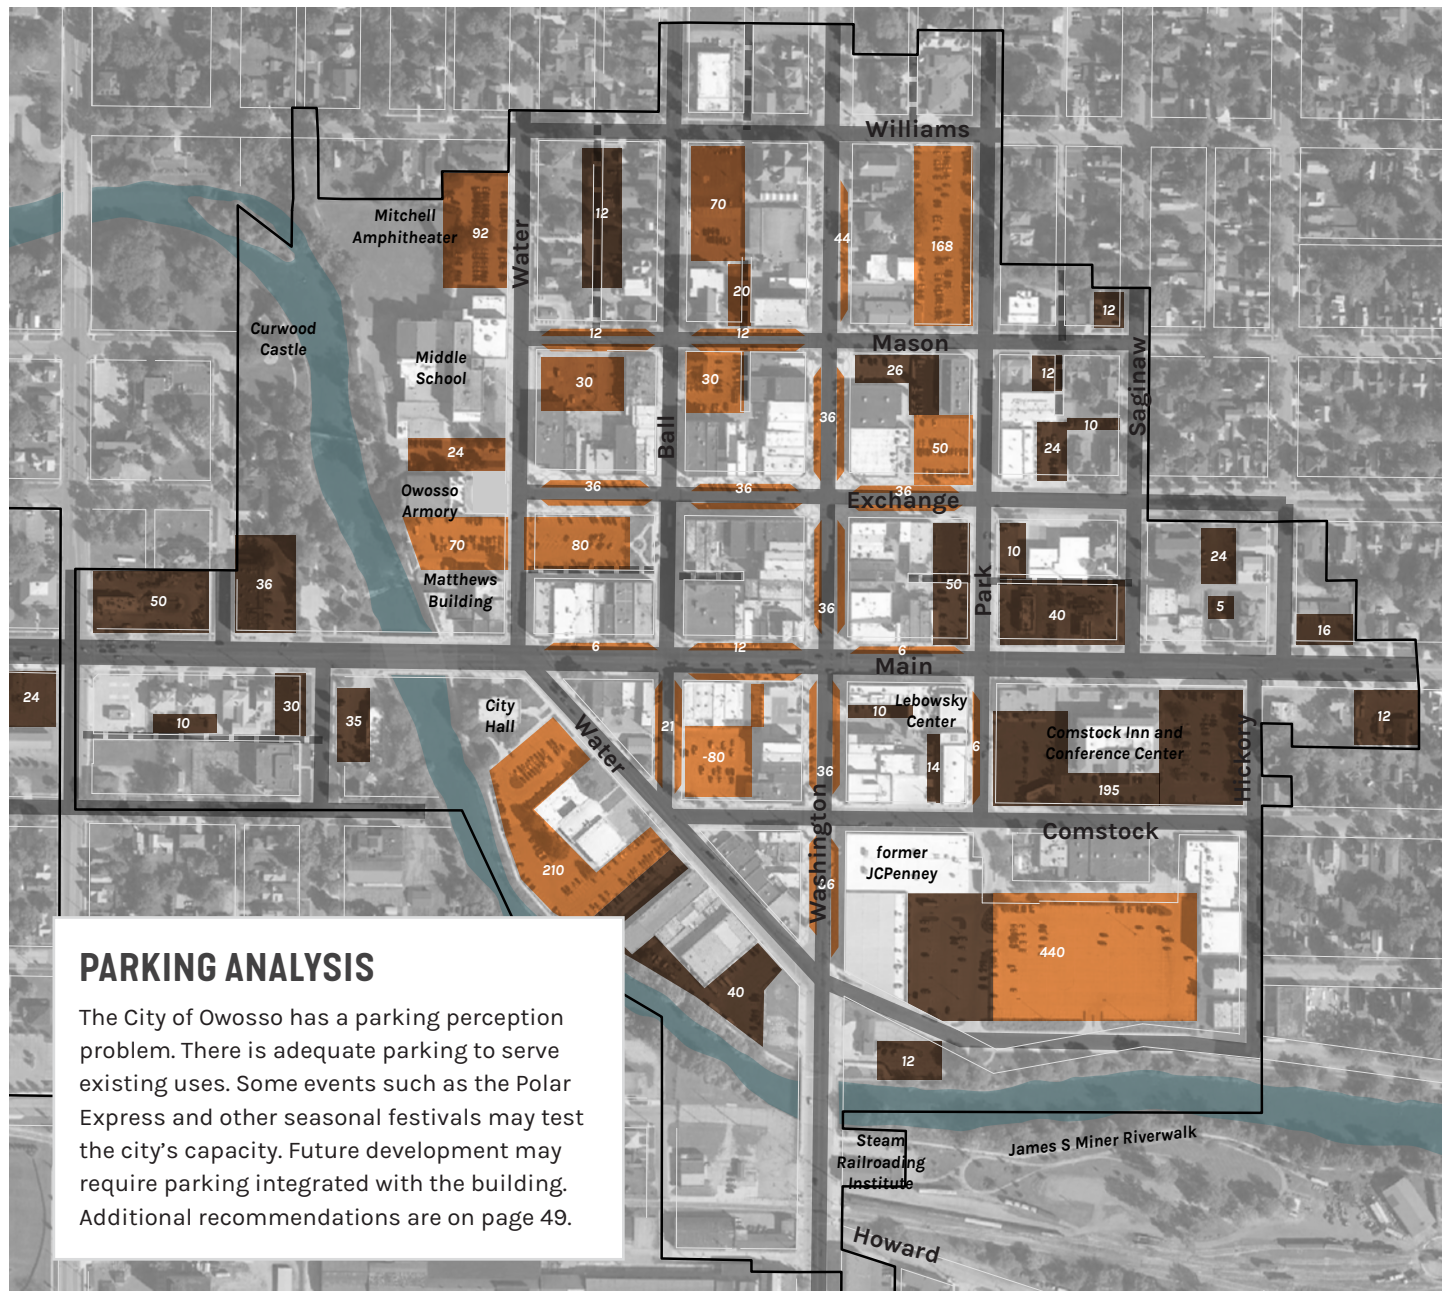 Williams
Mitchell
Amphitheater
92
Water
12
70
44
168
20
12
Curwood
Castle
12
12
Mason
Middle
School
30
30
26
12
Saginaw
36
10
Ball
24
50
24
36
36
36
Exchange
Owosso
Armory
70
80
10
24
50
36
Matthews
Building
50
Park
40
5
36
16
6
12
6
Main
24
10
30
35
City
Hall
Water
21
-80
36
10
Lebowsky
Center
14
6
Comstock Inn and
Conference Center
195
Hickory
12
Washington
Comstock
210
former
JCPenney
440
40
12
PARKING ANALYSIS
The City of Owosso has a parking perception
problem. There is adequate parking to serve
existing uses. Some events such as the Polar
Express and other seasonal festivals may test
the city's capacity. Future development may
require parking integrated with the building.
Additional recommendations are on page 49.
Steam
Railroading
Institute
James S Miner Riverwalk
Howard